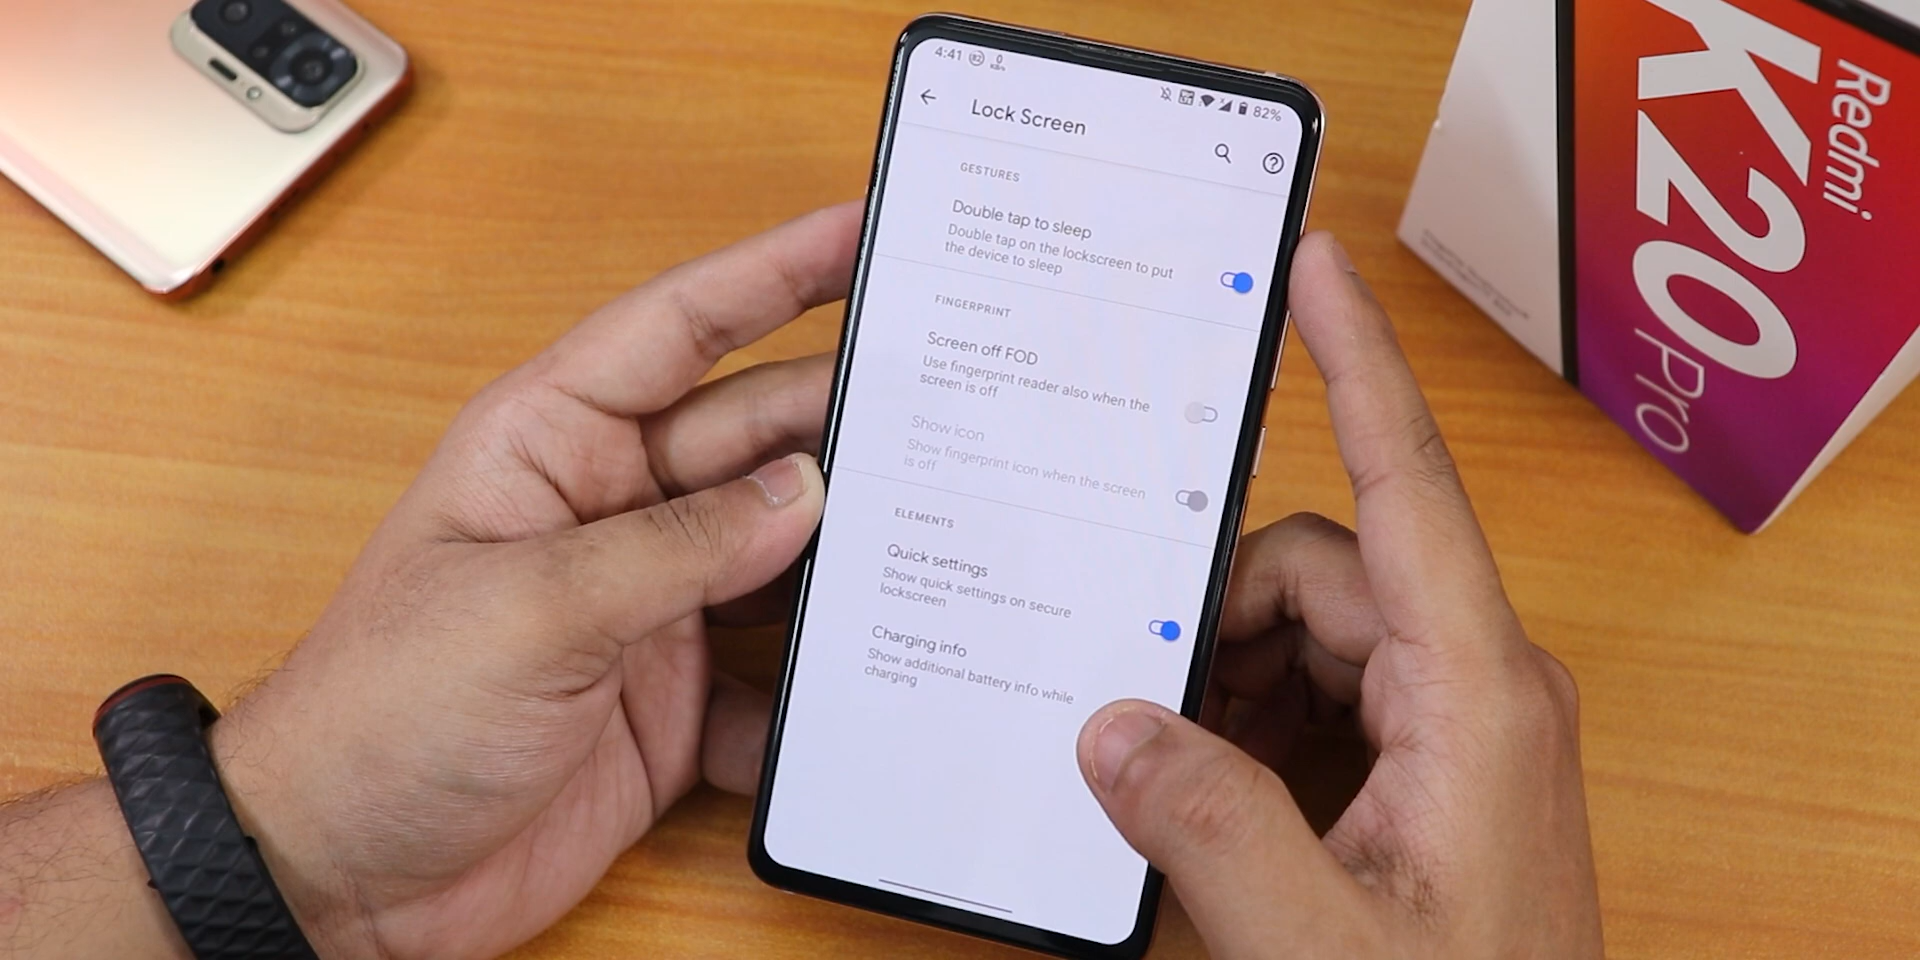 4:41
82
0
KB/s
82%
Lock Screen
GESTURES
Double tap to sleep
Double tap on the lockscreen to put
the device to sleep
FINGERPRINT
Screen off FOD
Use fingerprint reader also when the
screen is off
Show icon
Show fingerprint icon when the screen
is off
ELEMENTS
Quick settings
Show quick settings on secure
lockscreen
Charging info
Show additional battery info while
charging
Redmi
K20
Pro